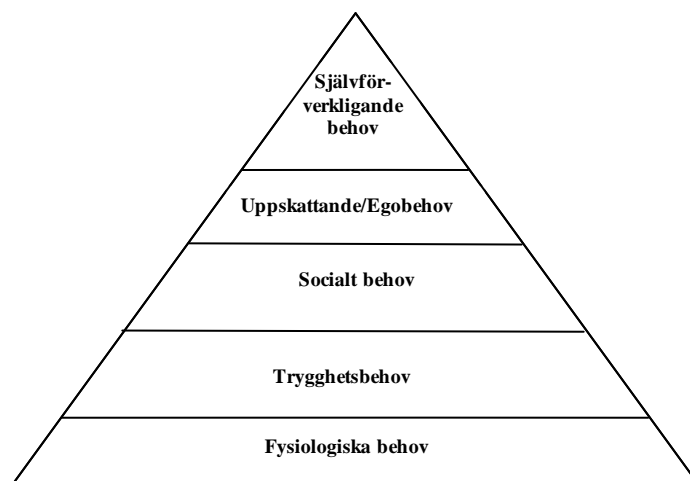 Självför-
verkligande
behov
Uppskattande/Egobehov
Socialt behov
Trygghetsbehov
Fysiologiska behov